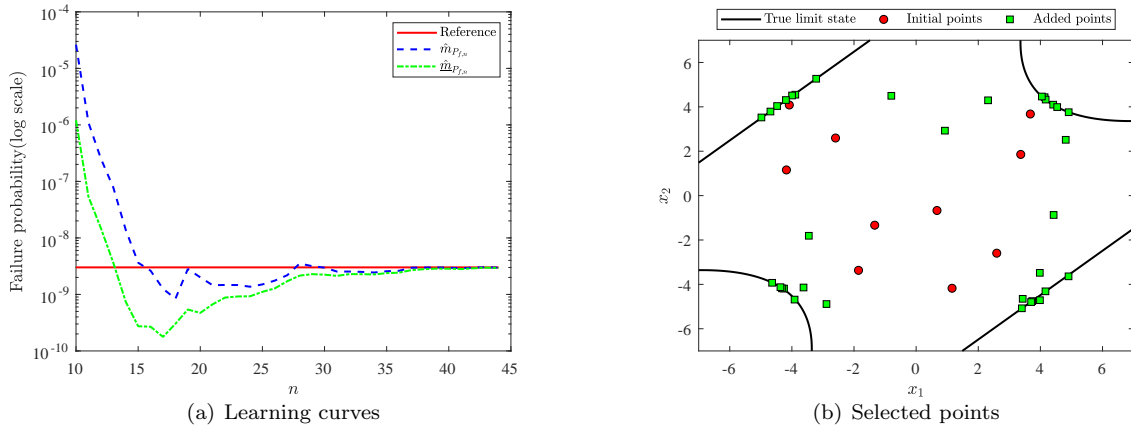 Failure probability(log scale)
10^-4
10^-5
10^-6
10^-7
10^-8
10^-9
10^-10
10 15 20 25 30 35 40 45
n
Reference
m̂_{P_{f,n}}
m̲̂_{P_{f,n}}
(a) Learning curves
True limit state Initial points Added points
x_2
6
4
2
0
-2
-4
-6
-6 -4 -2 0 2 4 6
x_1
(b) Selected points